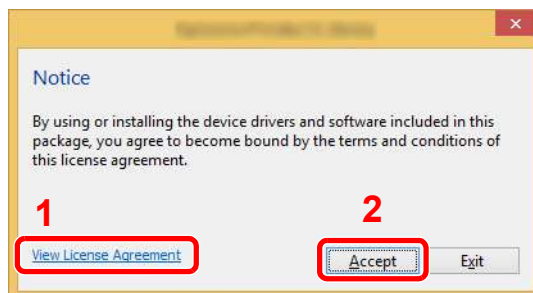 Notice
By using or installing the device drivers and software included in this
package, you agree to become bound by the terms and conditions of
this license agreement.
1
2
View License Agreement
Accept
Exit